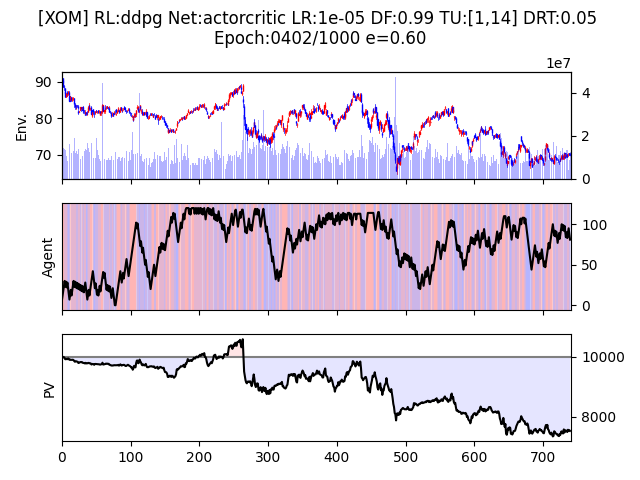 [XOM] RL:ddpg Net:actorcritic LR:1e-05 DF:0.99 TU:[1,14] DRT:0.05
Epoch:0402/1000 e=0.60
1e7
90
80
70
Env.
4
2
0
Agent
100
50
0
PV
10000
8000
0 100 200 300 400 500 600 700